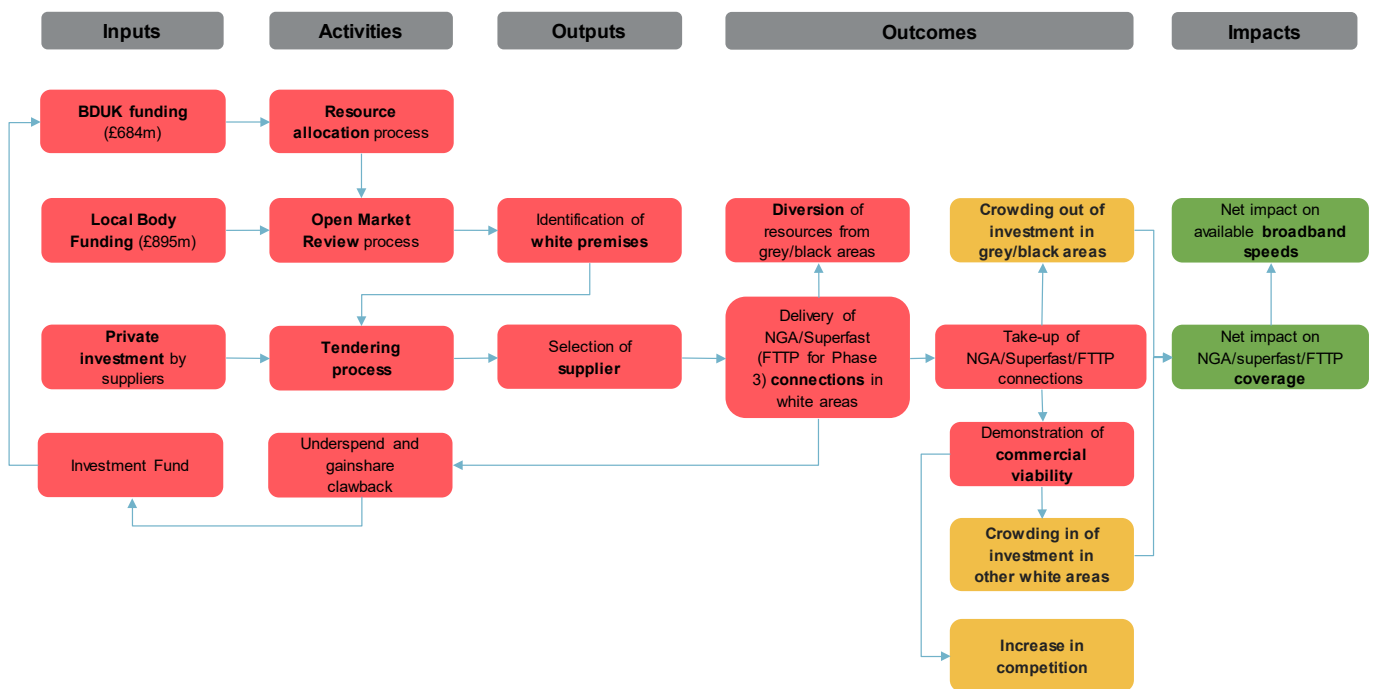 Inputs
Activities
Outputs
Outcomes
Impacts
BDUK funding
(£684m)
Resource
allocation process
Local Body
Funding (£895m)
Open Market
Review process
Identification of
white premises
Diversion of
resources from
grey/black areas
Crowding out of
investment in
grey/black areas
Net impact on
available broadband
speeds
Private
investment by
suppliers
Tendering
process
Selection of
supplier
Delivery of
NGA/Superfast
(FTTP for Phase
3) connections in
white areas
Take-up of
NGA/Superfast/FTTP
connections
Net impact on
NGA/superfast/FTTP
coverage
Investment Fund
Underspend and
gainshare
clawback
Demonstration of
commercial
viability
Crowding in of
investment in
other white areas
Increase in
competition